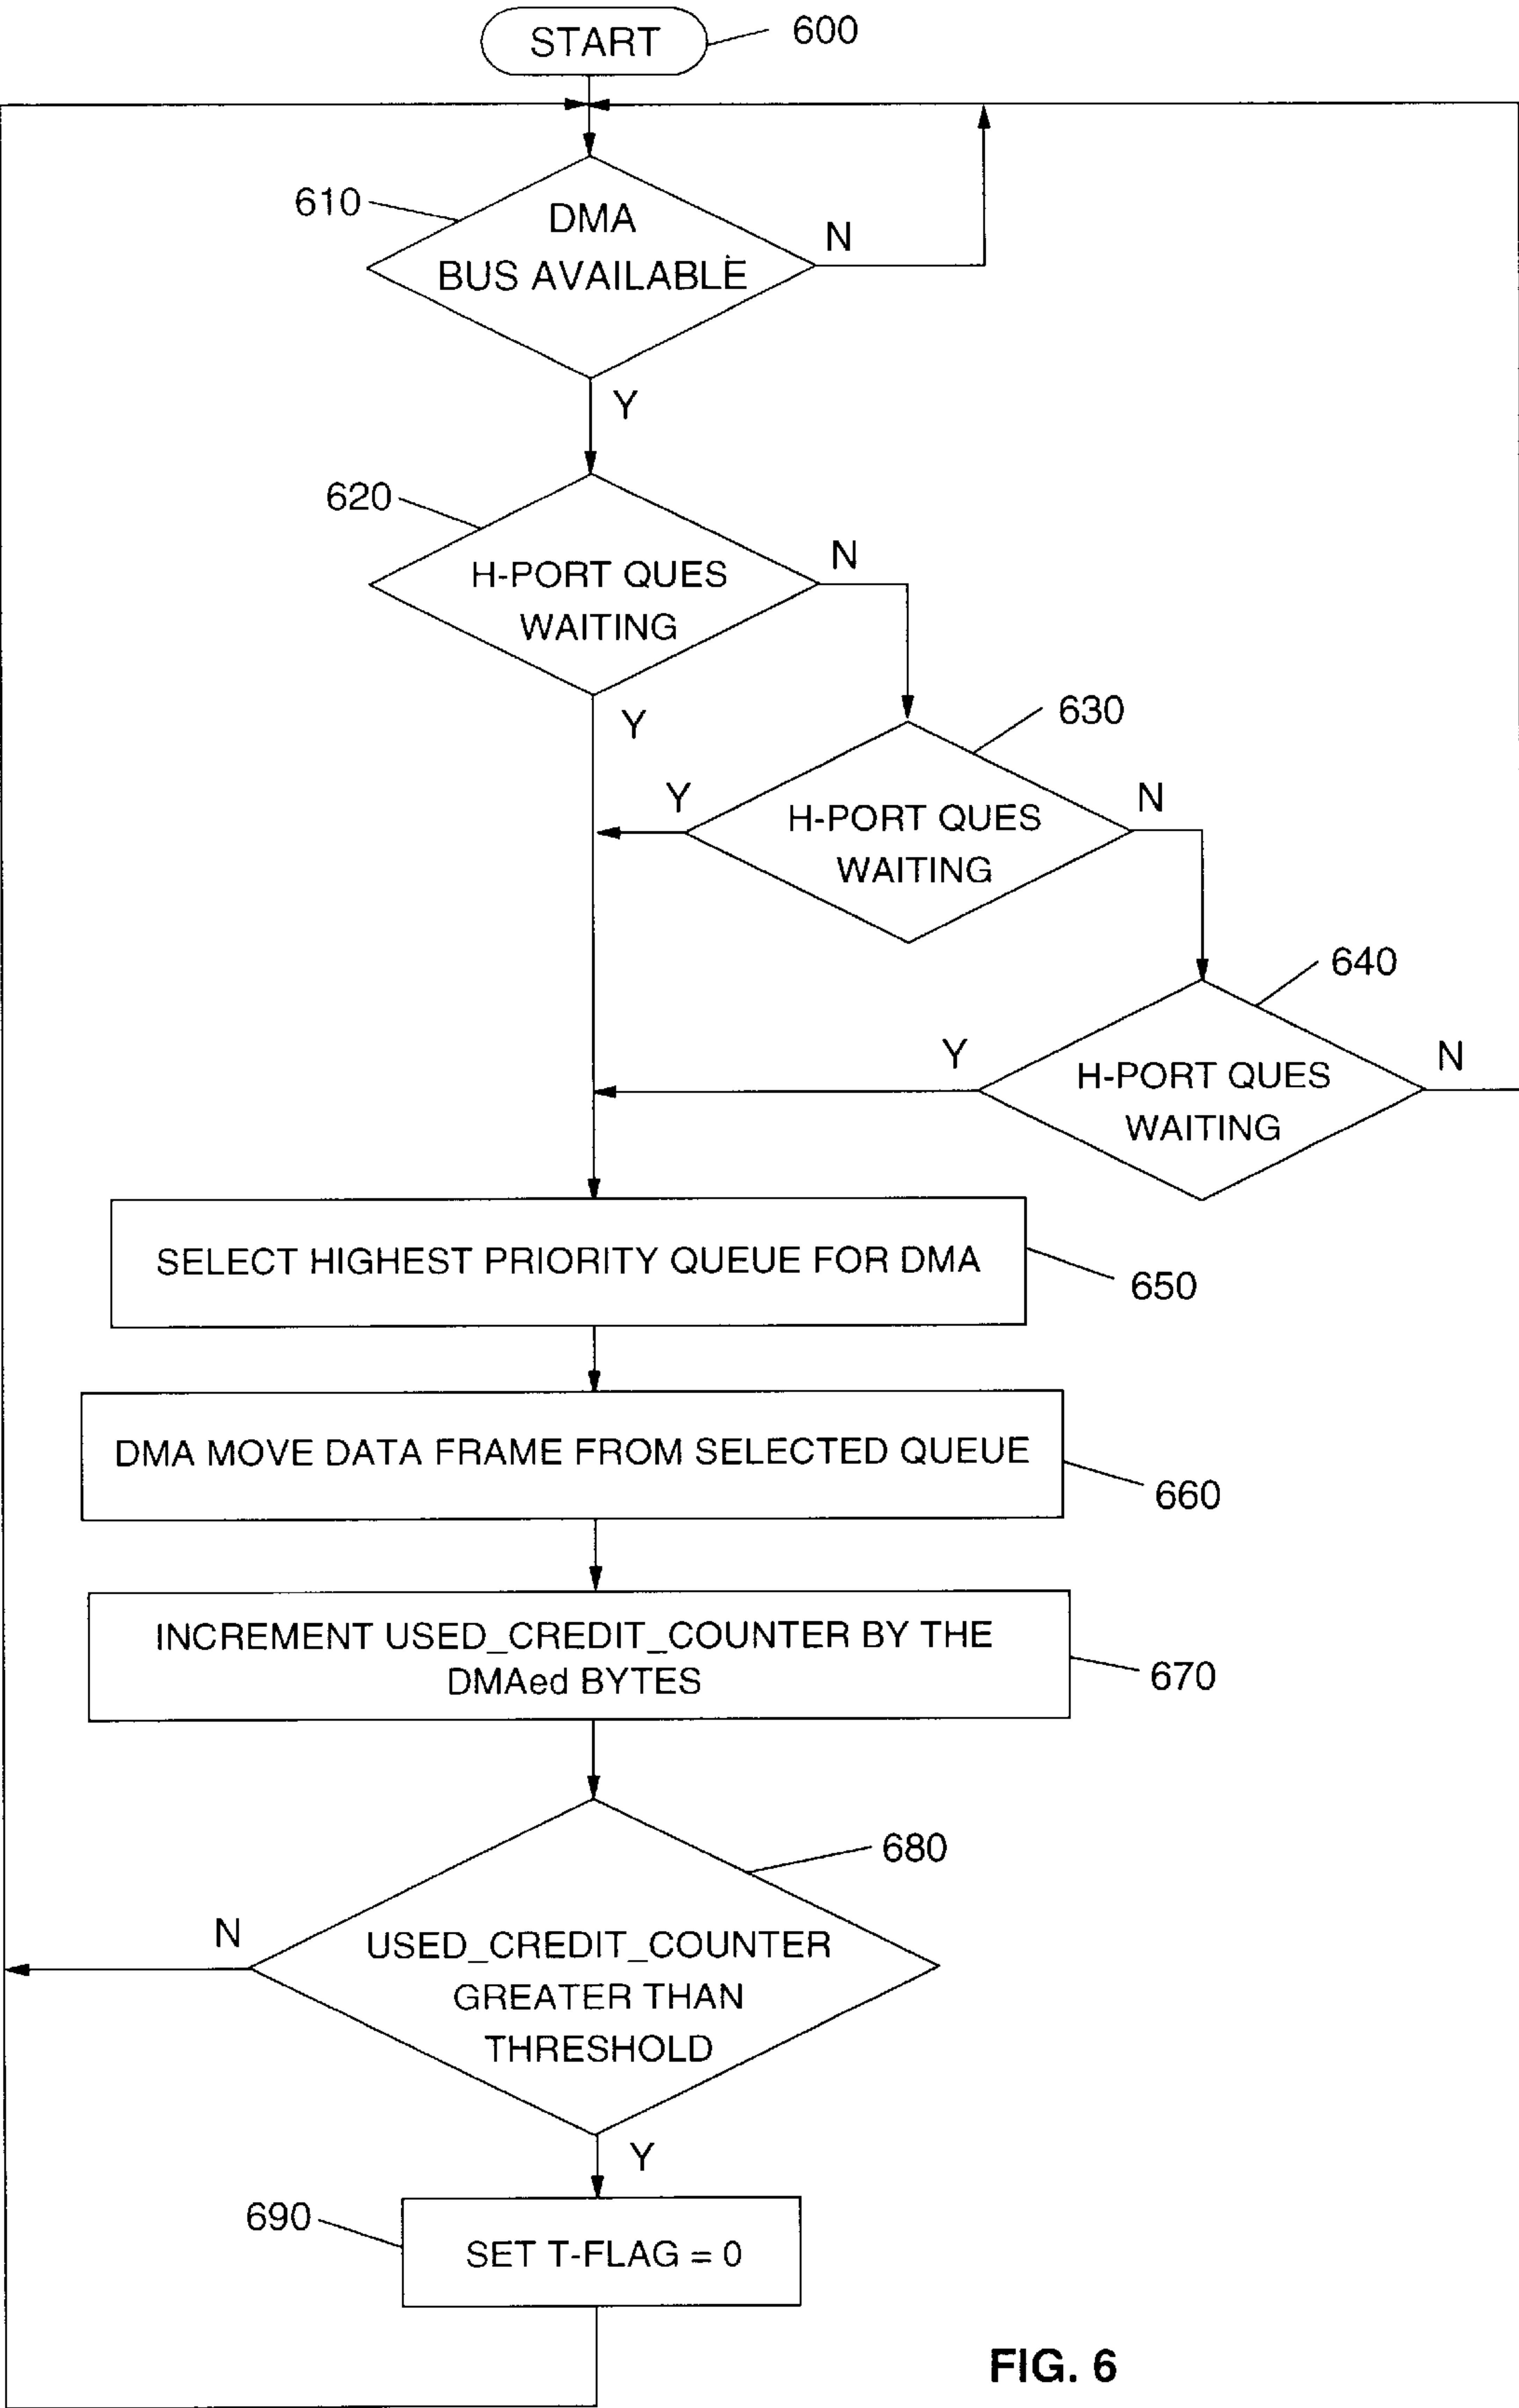 START
600
610
DMA
BUS AVAILABLE
N
Y
620
H-PORT QUES
WAITING
N
Y
630
Y
H-PORT QUES
WAITING
N
640
Y
H-PORT QUES
WAITING
N
SELECT HIGHEST PRIORITY QUEUE FOR DMA
650
DMA MOVE DATA FRAME FROM SELECTED QUEUE
660
INCREMENT USED_CREDIT_COUNTER BY THE
DMAed BYTES
670
680
N
USED_CREDIT_COUNTER
GREATER THAN
THRESHOLD
Y
690
SET T-FLAG = 0
FIG. 6